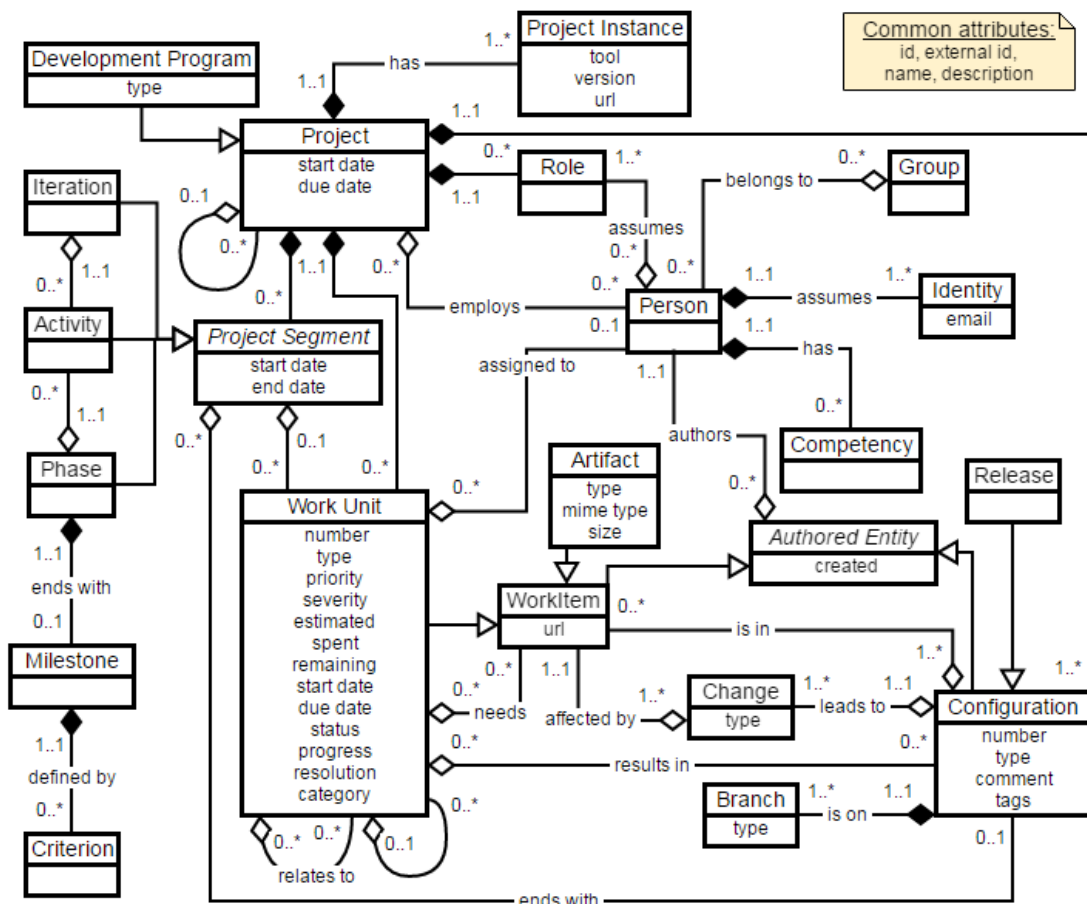 Project Instance
tool
version
url
Common attributes:
id, external id,
name, description
Development Program
type
1..*
has
1..1
Project
start date
due date
1..1
0..*
1..1
Role
1..*
belongs to
0..*
Group
Iteration
0..1
0..*
assumes
0..*
0..*
1..1
0..*
1..1
0..*
employs
0..*
0..*
Person
1..1
assumes
1..*
Identity
email
0..*
Activity
Project Segment
start date
end date
0..1
assigned to
1..1
1..1
has
0..*
1..1
0..*
0..1
0..*
0..*
authors
0..*
Competency
Phase
Artifact
type
mime type
size
Release
Work Unit
number
type
priority
severity
estimated
spent
remaining
start date
due date
status
progress
resolution
category
0..*
0..*
Authored Entity
created
1..1
ends with
0..1
WorkItem
url
0..*
is in
1..*
1..*
Milestone
0..*
0..*
needs
1..1
affected by
1..*
Change
type
1..*
leads to
1..1
Configuration
number
type
comment
tags
1..1
defined by
0..*
0..*
results in
0..*
Branch
type
1..*
is on
1..1
Criterion
0..*
0..*
relates to
0..1
0..*
0..1
ends with